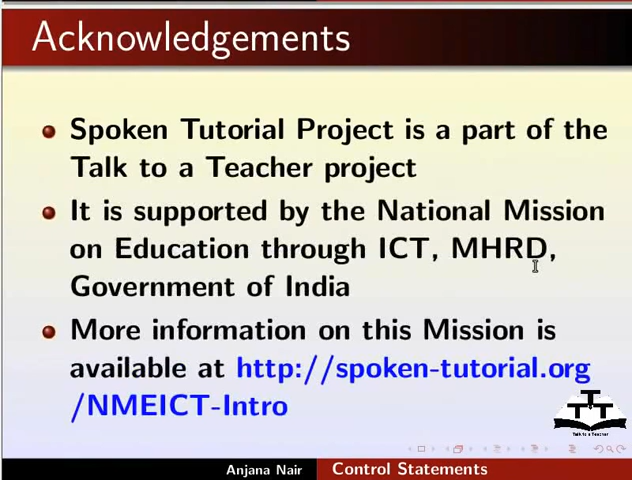 Acknowledgements
Spoken Tutorial Project is a part of the
Talk to a Teacher project
It is supported by the National Mission
on Education through ICT, MHRD,
Government of India
More information on this Mission is
available at http://spoken-tutorial.org
/NMEICT-Intro
TTT
Talk to a Teacher
Anjana Nair Control Statements